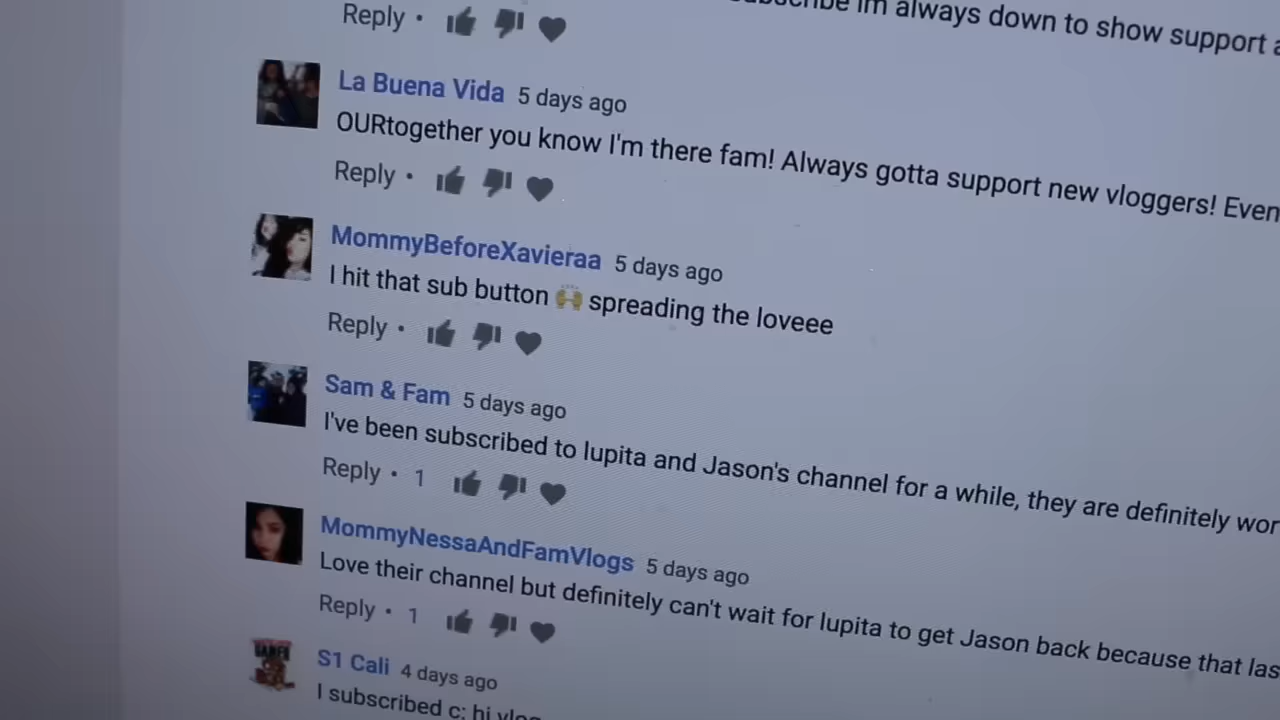 im always down to show support
Reply •
La Buena Vida 5 days ago
OURtogether you know I'm there fam! Always gotta support new vloggers! Even
Reply •
MommyBeforeXavieraa 5 days ago
I hit that sub button 🙌 spreading the loveee
Reply •
Sam & Fam 5 days ago
I've been subscribed to lupita and Jason's channel for a while, they are definitely wor
Reply • 1
MommyNessaAndFamVlogs 5 days ago
Love their channel but definitely can't wait for lupita to get Jason back because that las
Reply • 1
S1 Cali 4 days ago
I subscribed c: hi